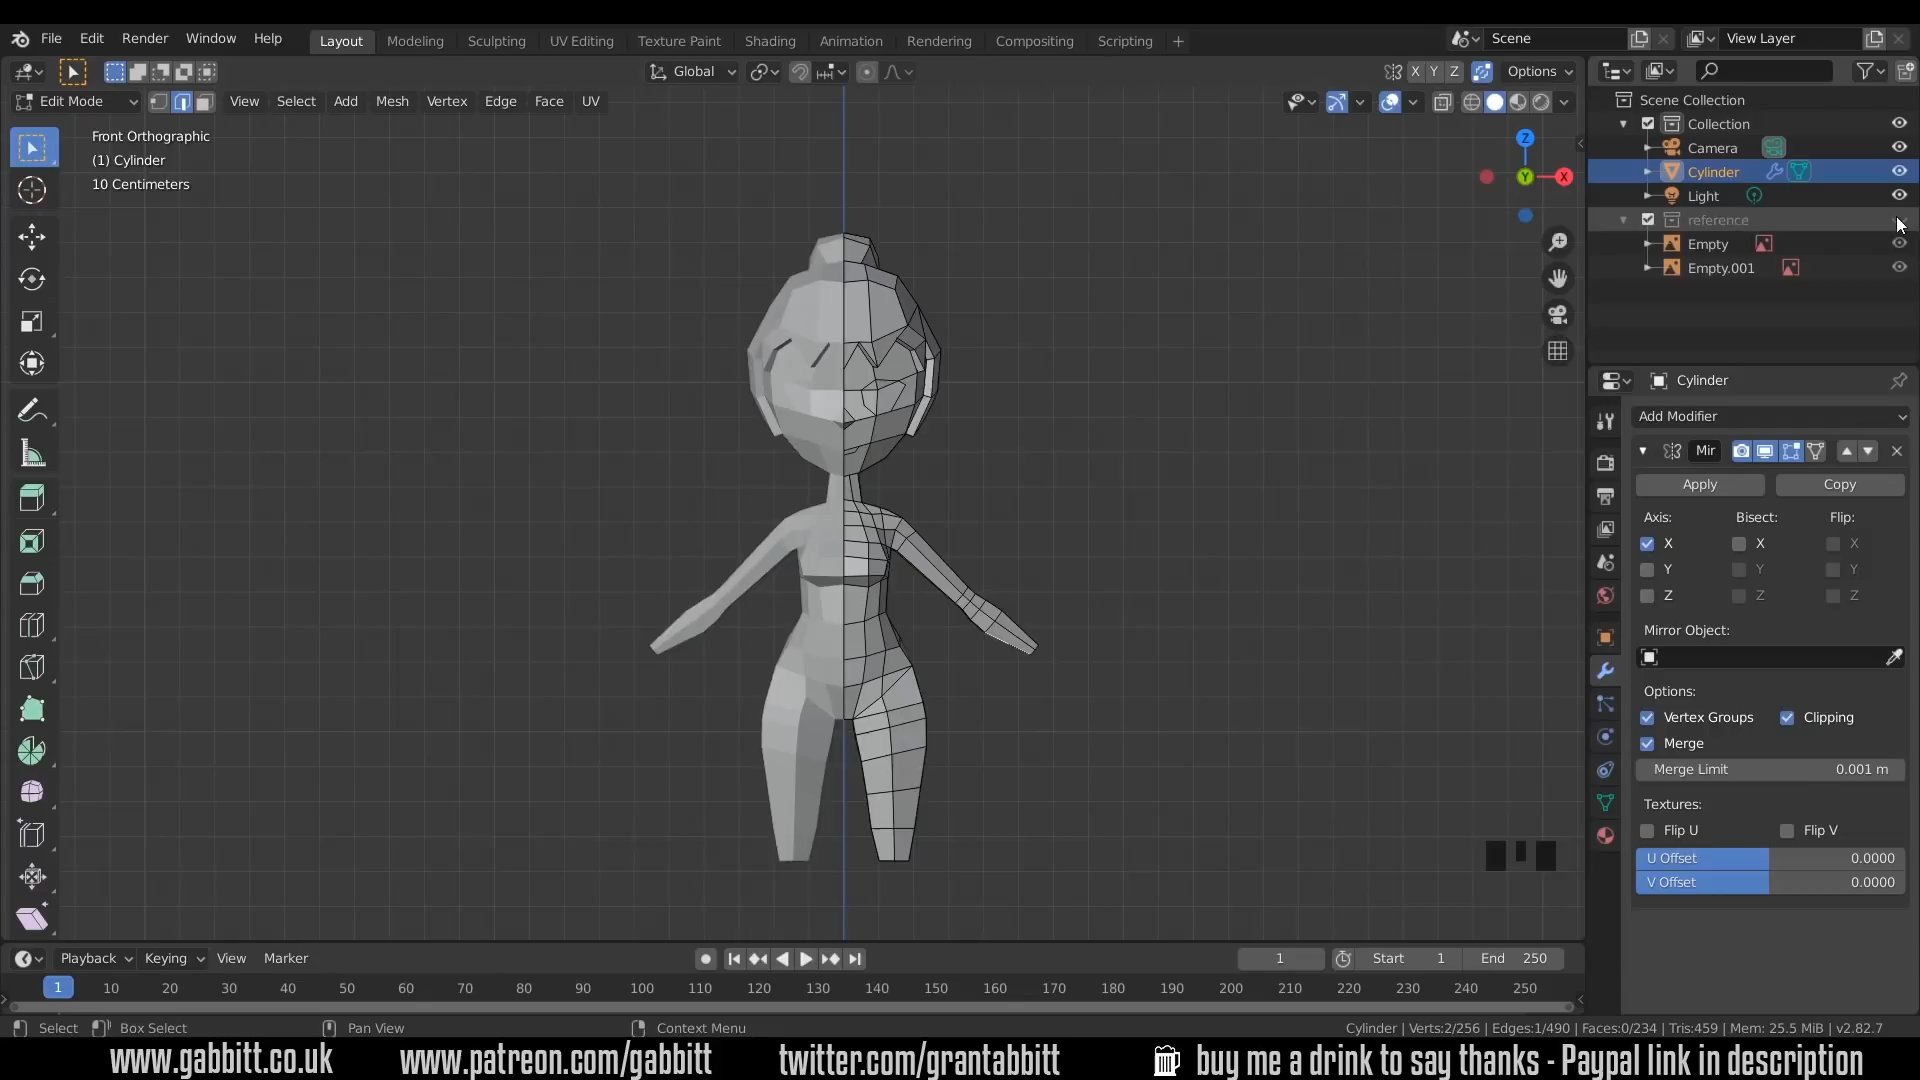 File Edit Render Window Help Layout Modeling Sculpting UV Editing Texture Paint Shading Animation Rendering Compositing Scripting + Scene View Layer
Global X Y Z Options
Edit Mode View Select Add Mesh Vertex Edge Face UV
Front Orthographic
(1) Cylinder
10 Centimeters
Z
Y
X
Scene Collection
Collection
Camera
Cylinder
Light
reference
Empty
Empty.001
Cylinder
Add Modifier
Mir
Apply Copy
Axis: Bisect: Flip:
X X X
Y Y Y
Z Z Z
Mirror Object:
Options:
Vertex Groups Clipping
Merge
Merge Limit 0.001 m
Textures:
Flip U Flip V
U Offset 0.0000
V Offset 0.0000
Playback Keying View Marker 1 Start 1 End 250
1 10 20 30 40 50 60 70 80 90 100 110 120 130 140 150 160 170 180 190 200 210 220 230 240 250
Select Box Select Pan View Context Menu Cylinder | Verts:2/256 | Edges:1/490 | Faces:0/234 | Tris:459 | Mem: 25.5 MiB | v2.82.7
www.gabbitt.co.uk www.patreon.com/gabbitt twitter.com/grantabbitt buy me a drink to say thanks - Paypal link in description